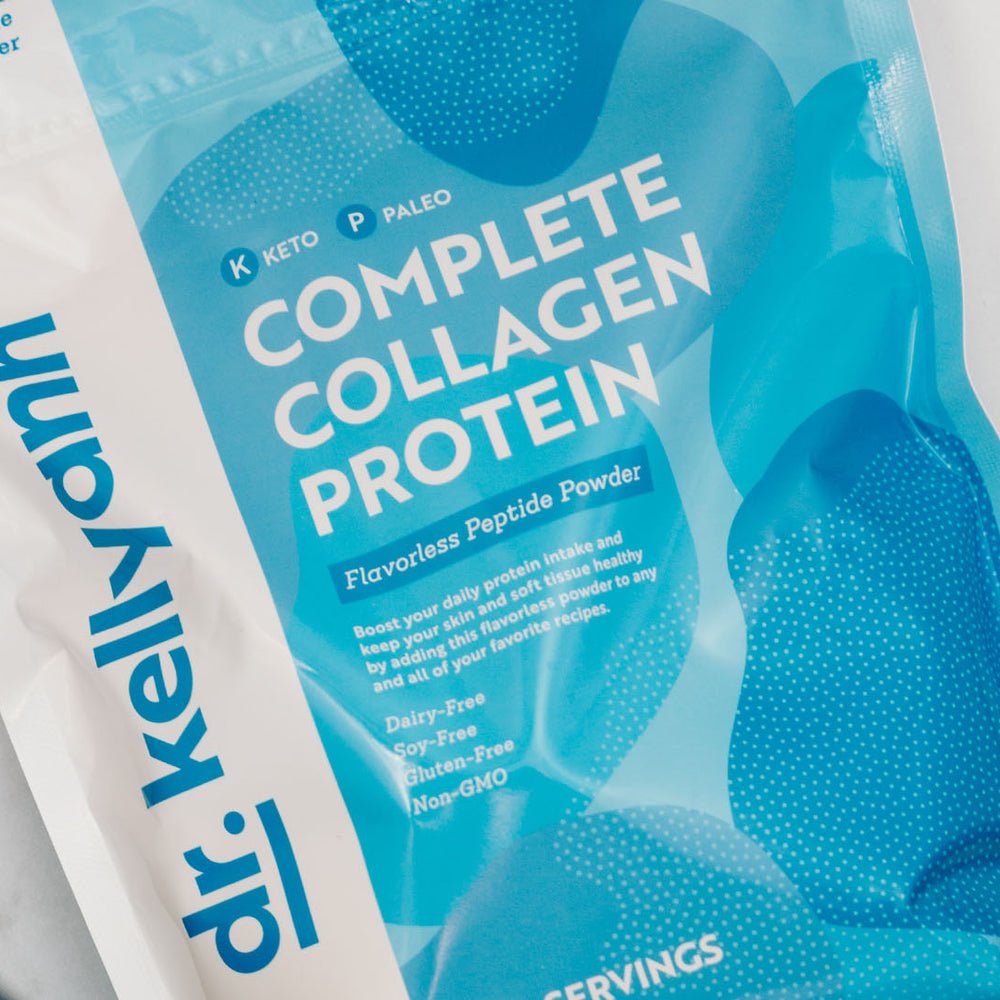 dr. kellyann
K KETO P PALEO
COMPLETE
COLLAGEN
PROTEIN
Flavorless Peptide Powder
Boost your daily protein intake and
keep your skin and soft tissue healthy
by adding this flavorless powder to any
and all of your favorite recipes.
Dairy-Free
Soy-Free
Gluten-Free
Non-GMO
SERVINGS